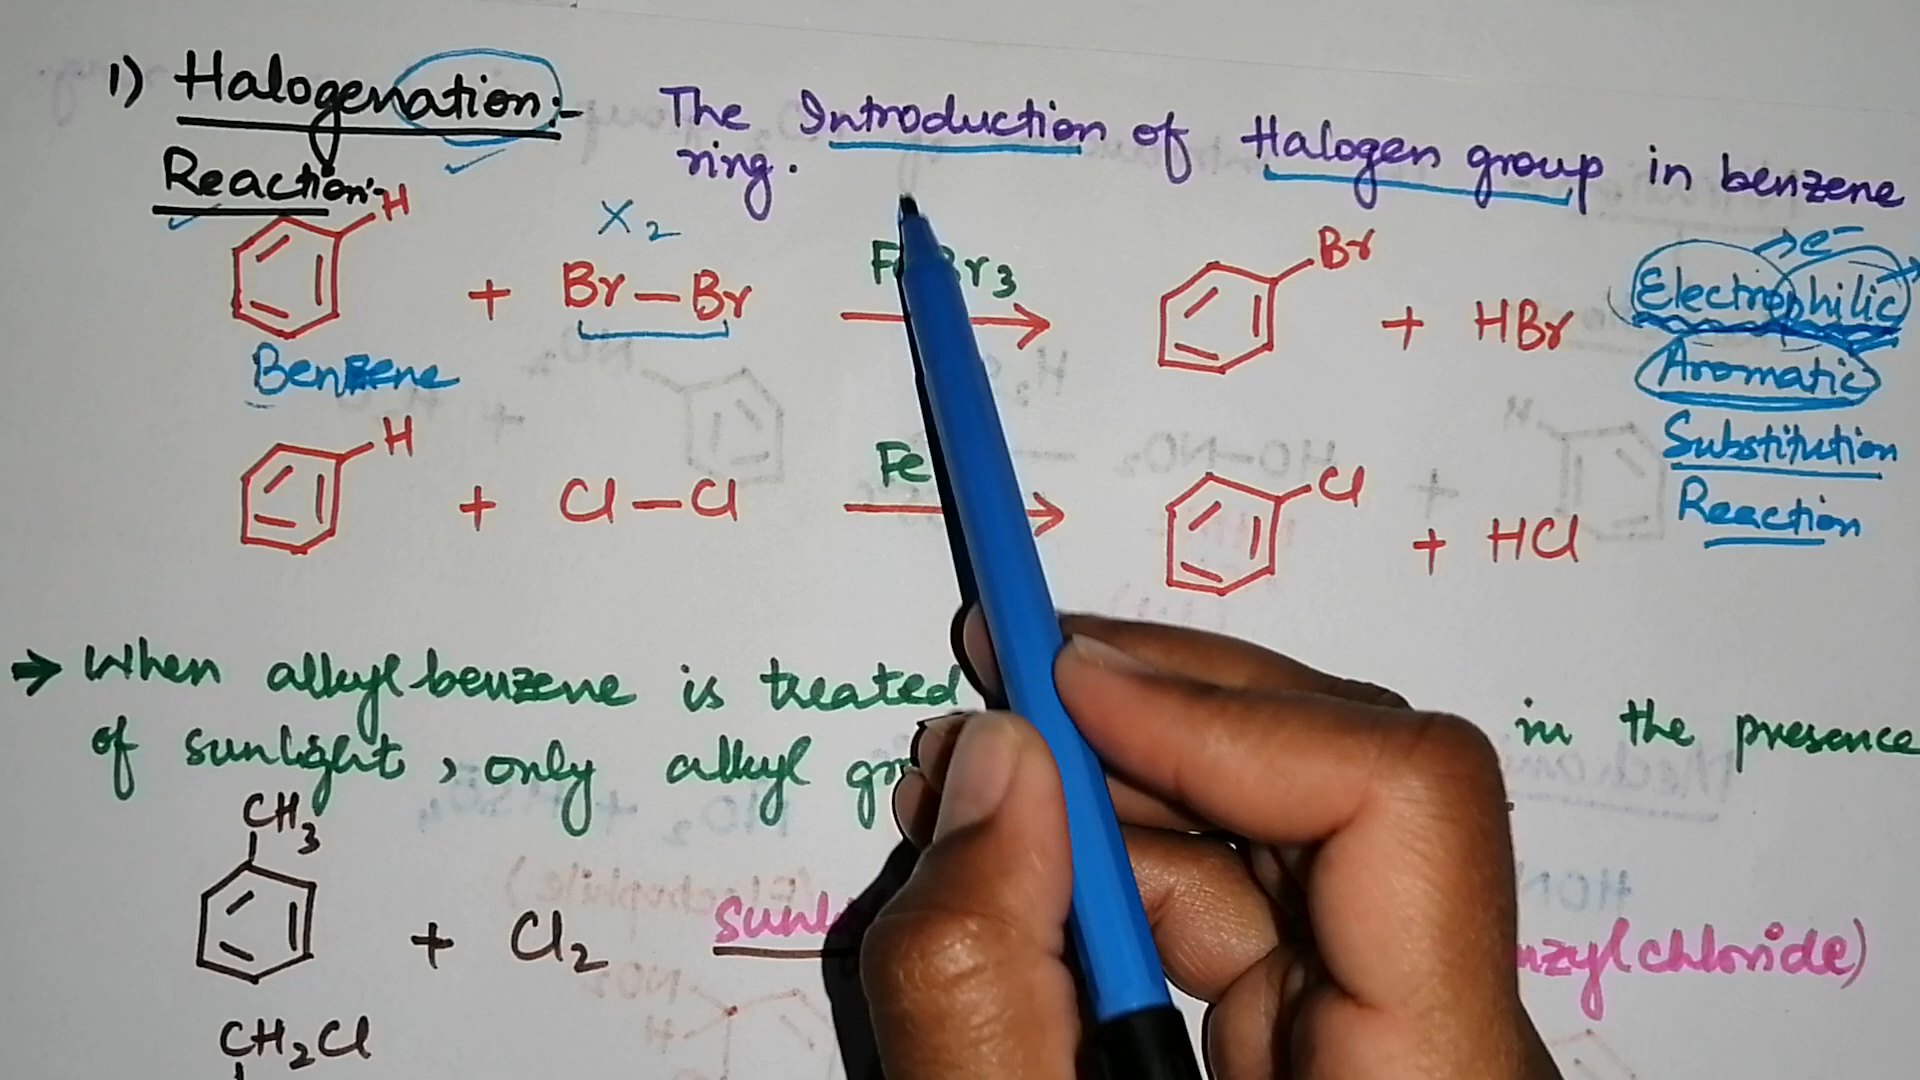 1) Halogenation:- The Introduction of Halogen group in benzene
Reaction:- ring.
H
X2
Br
e-
Br-Br
+
Br3
+ HBr
Electrophilic
Benzene
Aromatic
H
+ Cl-Cl
Fe
Cl
+ HCl
Substitution
Reaction
→ When alkyl benzene is treated in the presence
of sunlight, only alkyl
CH3
+ Cl2
chloride)
CH2Cl